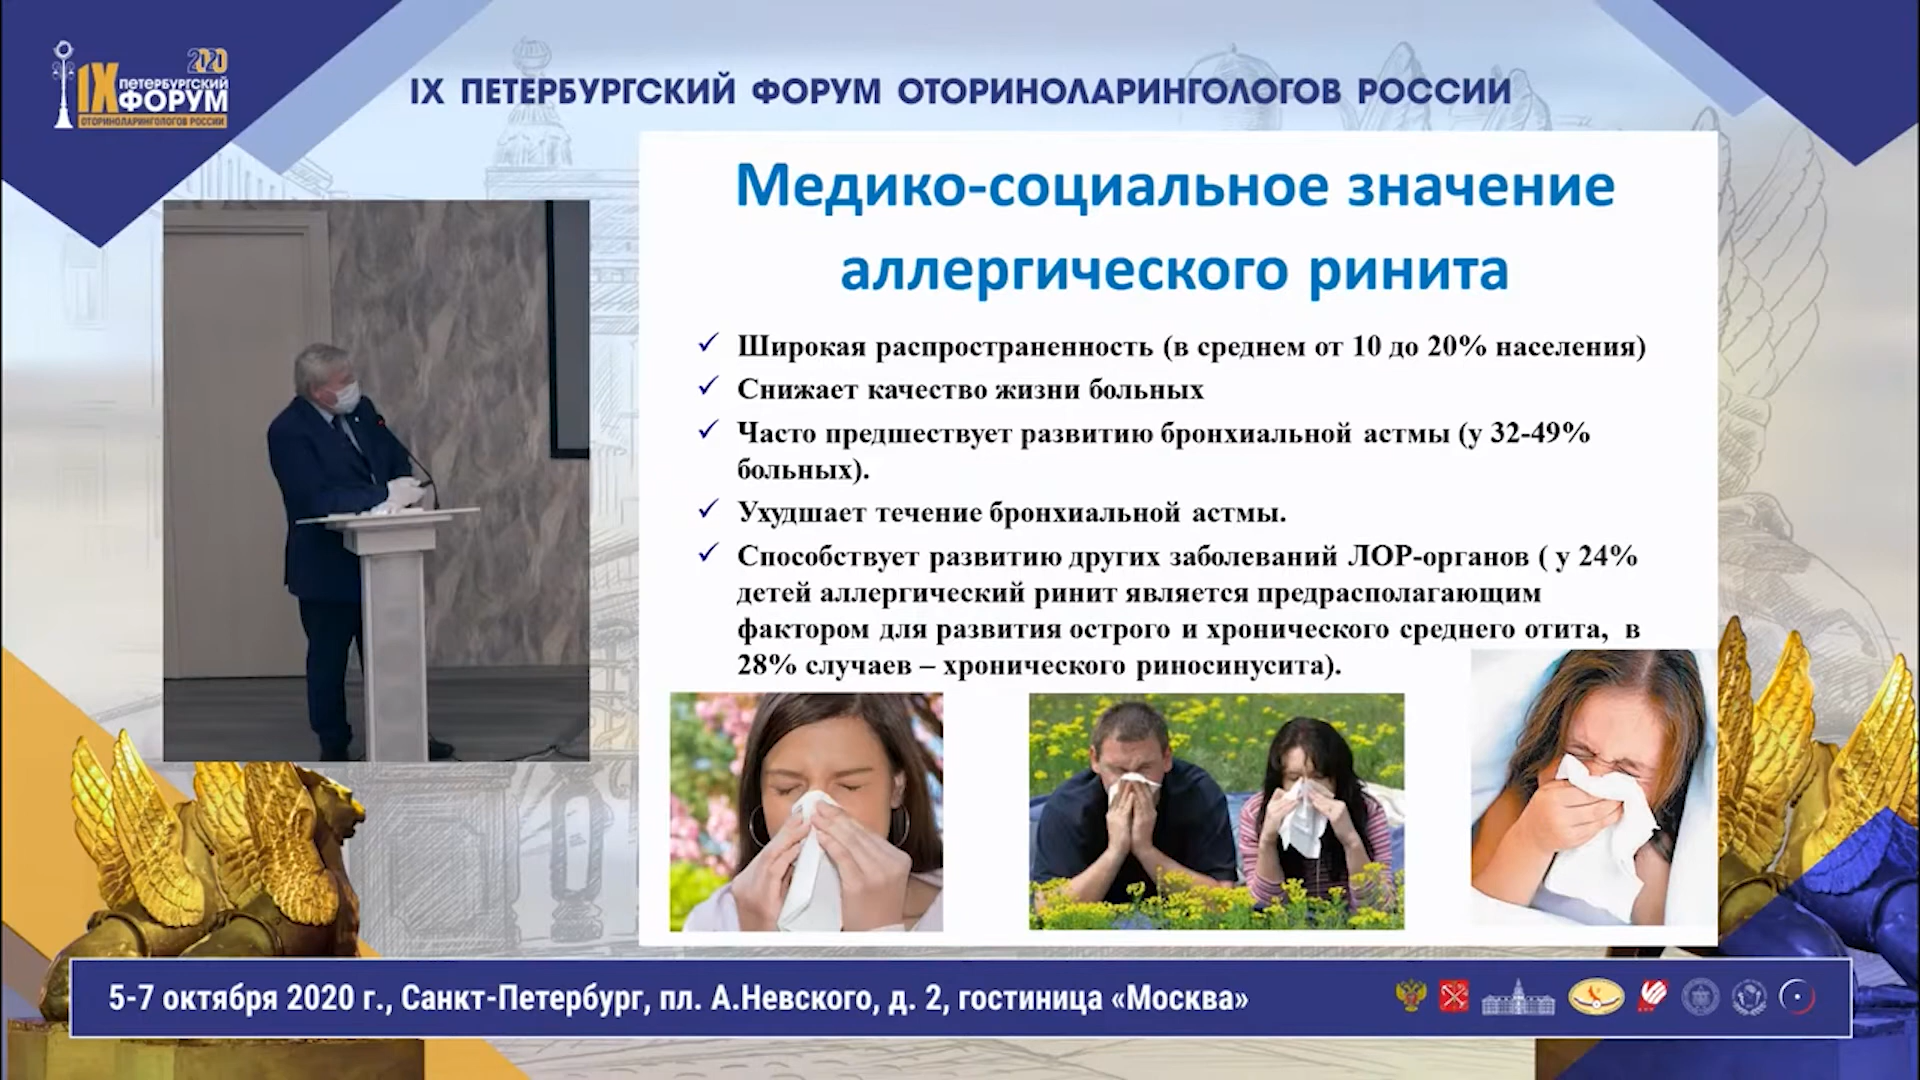 2020
IX ПЕТЕРБУРГСКИЙ
ФОРУМ
ОТОРИНОЛАРИНГОЛОГОВ РОССИИ
IX ПЕТЕРБУРГСКИЙ ФОРУМ ОТОРИНОЛАРИНГОЛОГОВ РОССИИ
Медико-социальное значение
аллергического ринита
✓ Широкая распространенность (в среднем от 10 до 20% населения)
✓ Снижает качество жизни больных
✓ Часто предшествует развитию бронхиальной астмы (у 32-49%
больных).
✓ Ухудшает течение бронхиальной астмы.
✓ Способствует развитию других заболеваний ЛОР-органов ( у 24%
детей аллергический ринит является предрасполагающим
фактором для развития острого и хронического среднего отита, в
28% случаев – хронического риносинусита).
5-7 октября 2020 г., Санкт-Петербург, пл. А.Невского, д. 2, гостиница «Москва»